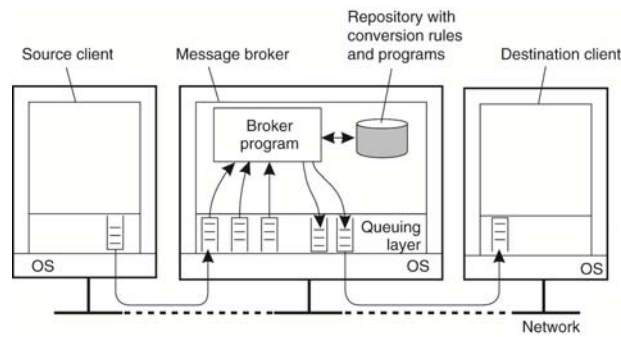 Repository with
conversion rules
and programs
Source client
Message broker
Destination client
Broker
program
Queuing
layer
OS
OS
OS
Network